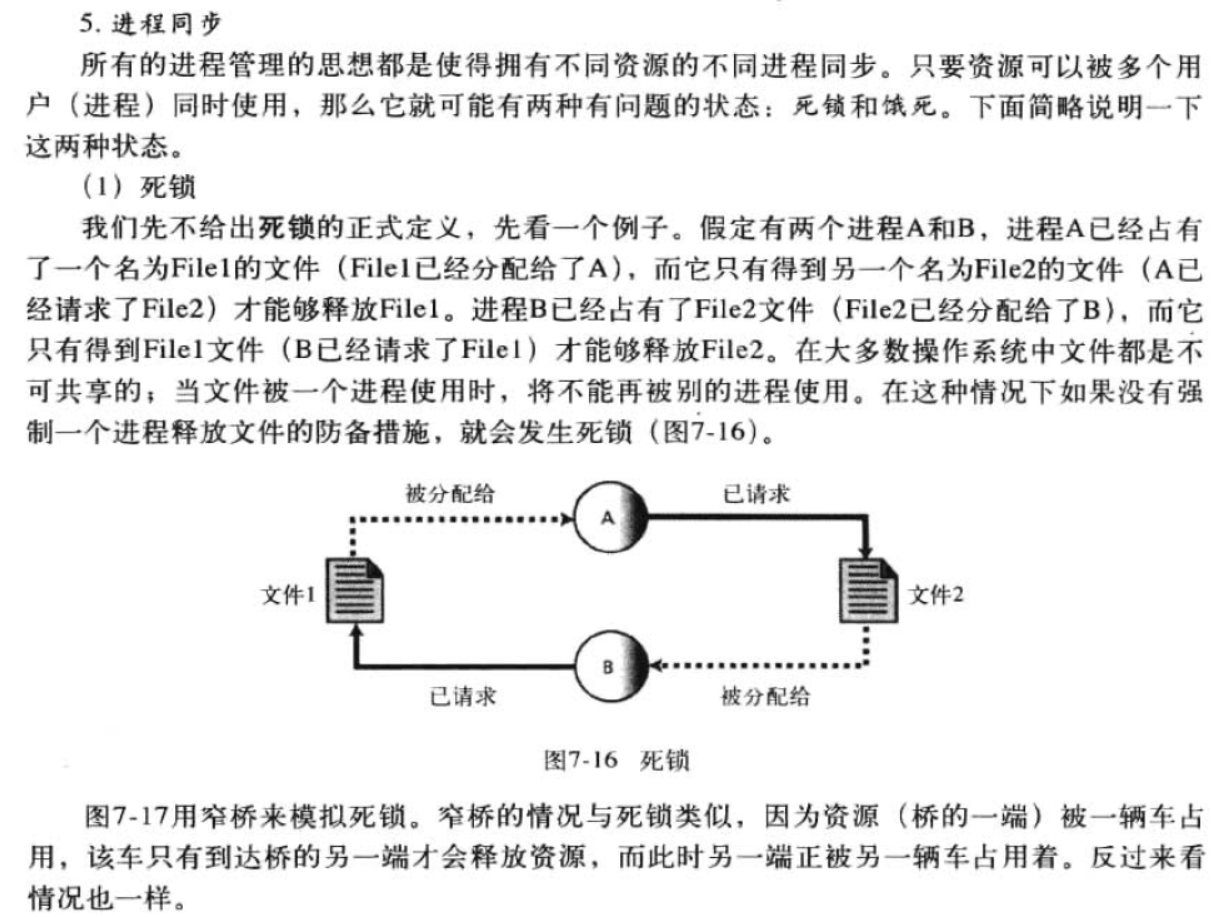 5. 进程同步
所有的进程管理的思想都是使得拥有不同资源的不同进程同步。只要资源可以被多个用
户（进程）同时使用，那么它就可能有两种有问题的状态：死锁和饿死。下面简略说明一下
这两种状态。
（1）死锁
我们先不给出死锁的正式定义，先看一个例子。假定有两个进程A和B，进程A已经占有
了一个名为File1的文件（File1已经分配给了A），而它只有得到另一个名为File2的文件（A已
经请求了File2）才能够释放File1。进程B已经占有了File2文件（File2已经分配给了B），而它
只有得到File1文件（B已经请求了File1）才能够释放File2。在大多数操作系统中文件都是不
可共享的；当文件被一个进程使用时，将不能再被别的进程使用。在这种情况下如果没有强
制一个进程释放文件的防备措施，就会发生死锁（图7-16）。
被分配给
A
已请求
文件1
文件2
B
已请求
被分配给
图7-16 死锁
图7-17用窄桥来模拟死锁。窄桥的情况与死锁类似，因为资源（桥的一端）被一辆车占
用，该车只有到达桥的另一端才会释放资源，而此时另一端正被另一辆车占用着。反过来看
情况也一样。